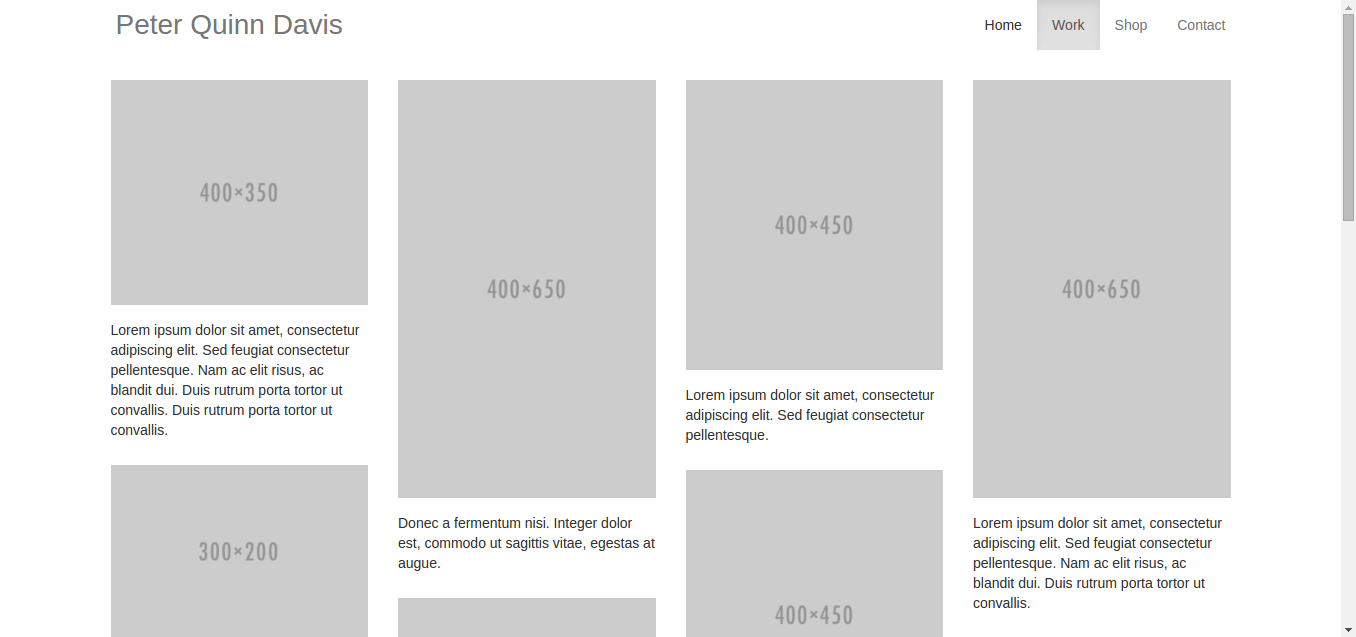 Peter Quinn Davis
Home
Work
Shop
Contact
400×350
Lorem ipsum dolor sit amet, consectetur
adipiscing elit. Sed feugiat consectetur
pellentesque. Nam ac elit risus, ac
blandit dui. Duis rutrum porta tortor ut
convallis. Duis rutrum porta tortor ut
convallis.
300×200
400×650
Donec a fermentum nisi. Integer dolor
est, commodo ut sagittis vitae, egestas at
augue.
400×450
Lorem ipsum dolor sit amet, consectetur
adipiscing elit. Sed feugiat consectetur
pellentesque.
400×450
400×650
Lorem ipsum dolor sit amet, consectetur
adipiscing elit. Sed feugiat consectetur
pellentesque. Nam ac elit risus, ac
blandit dui. Duis rutrum porta tortor ut
convallis.